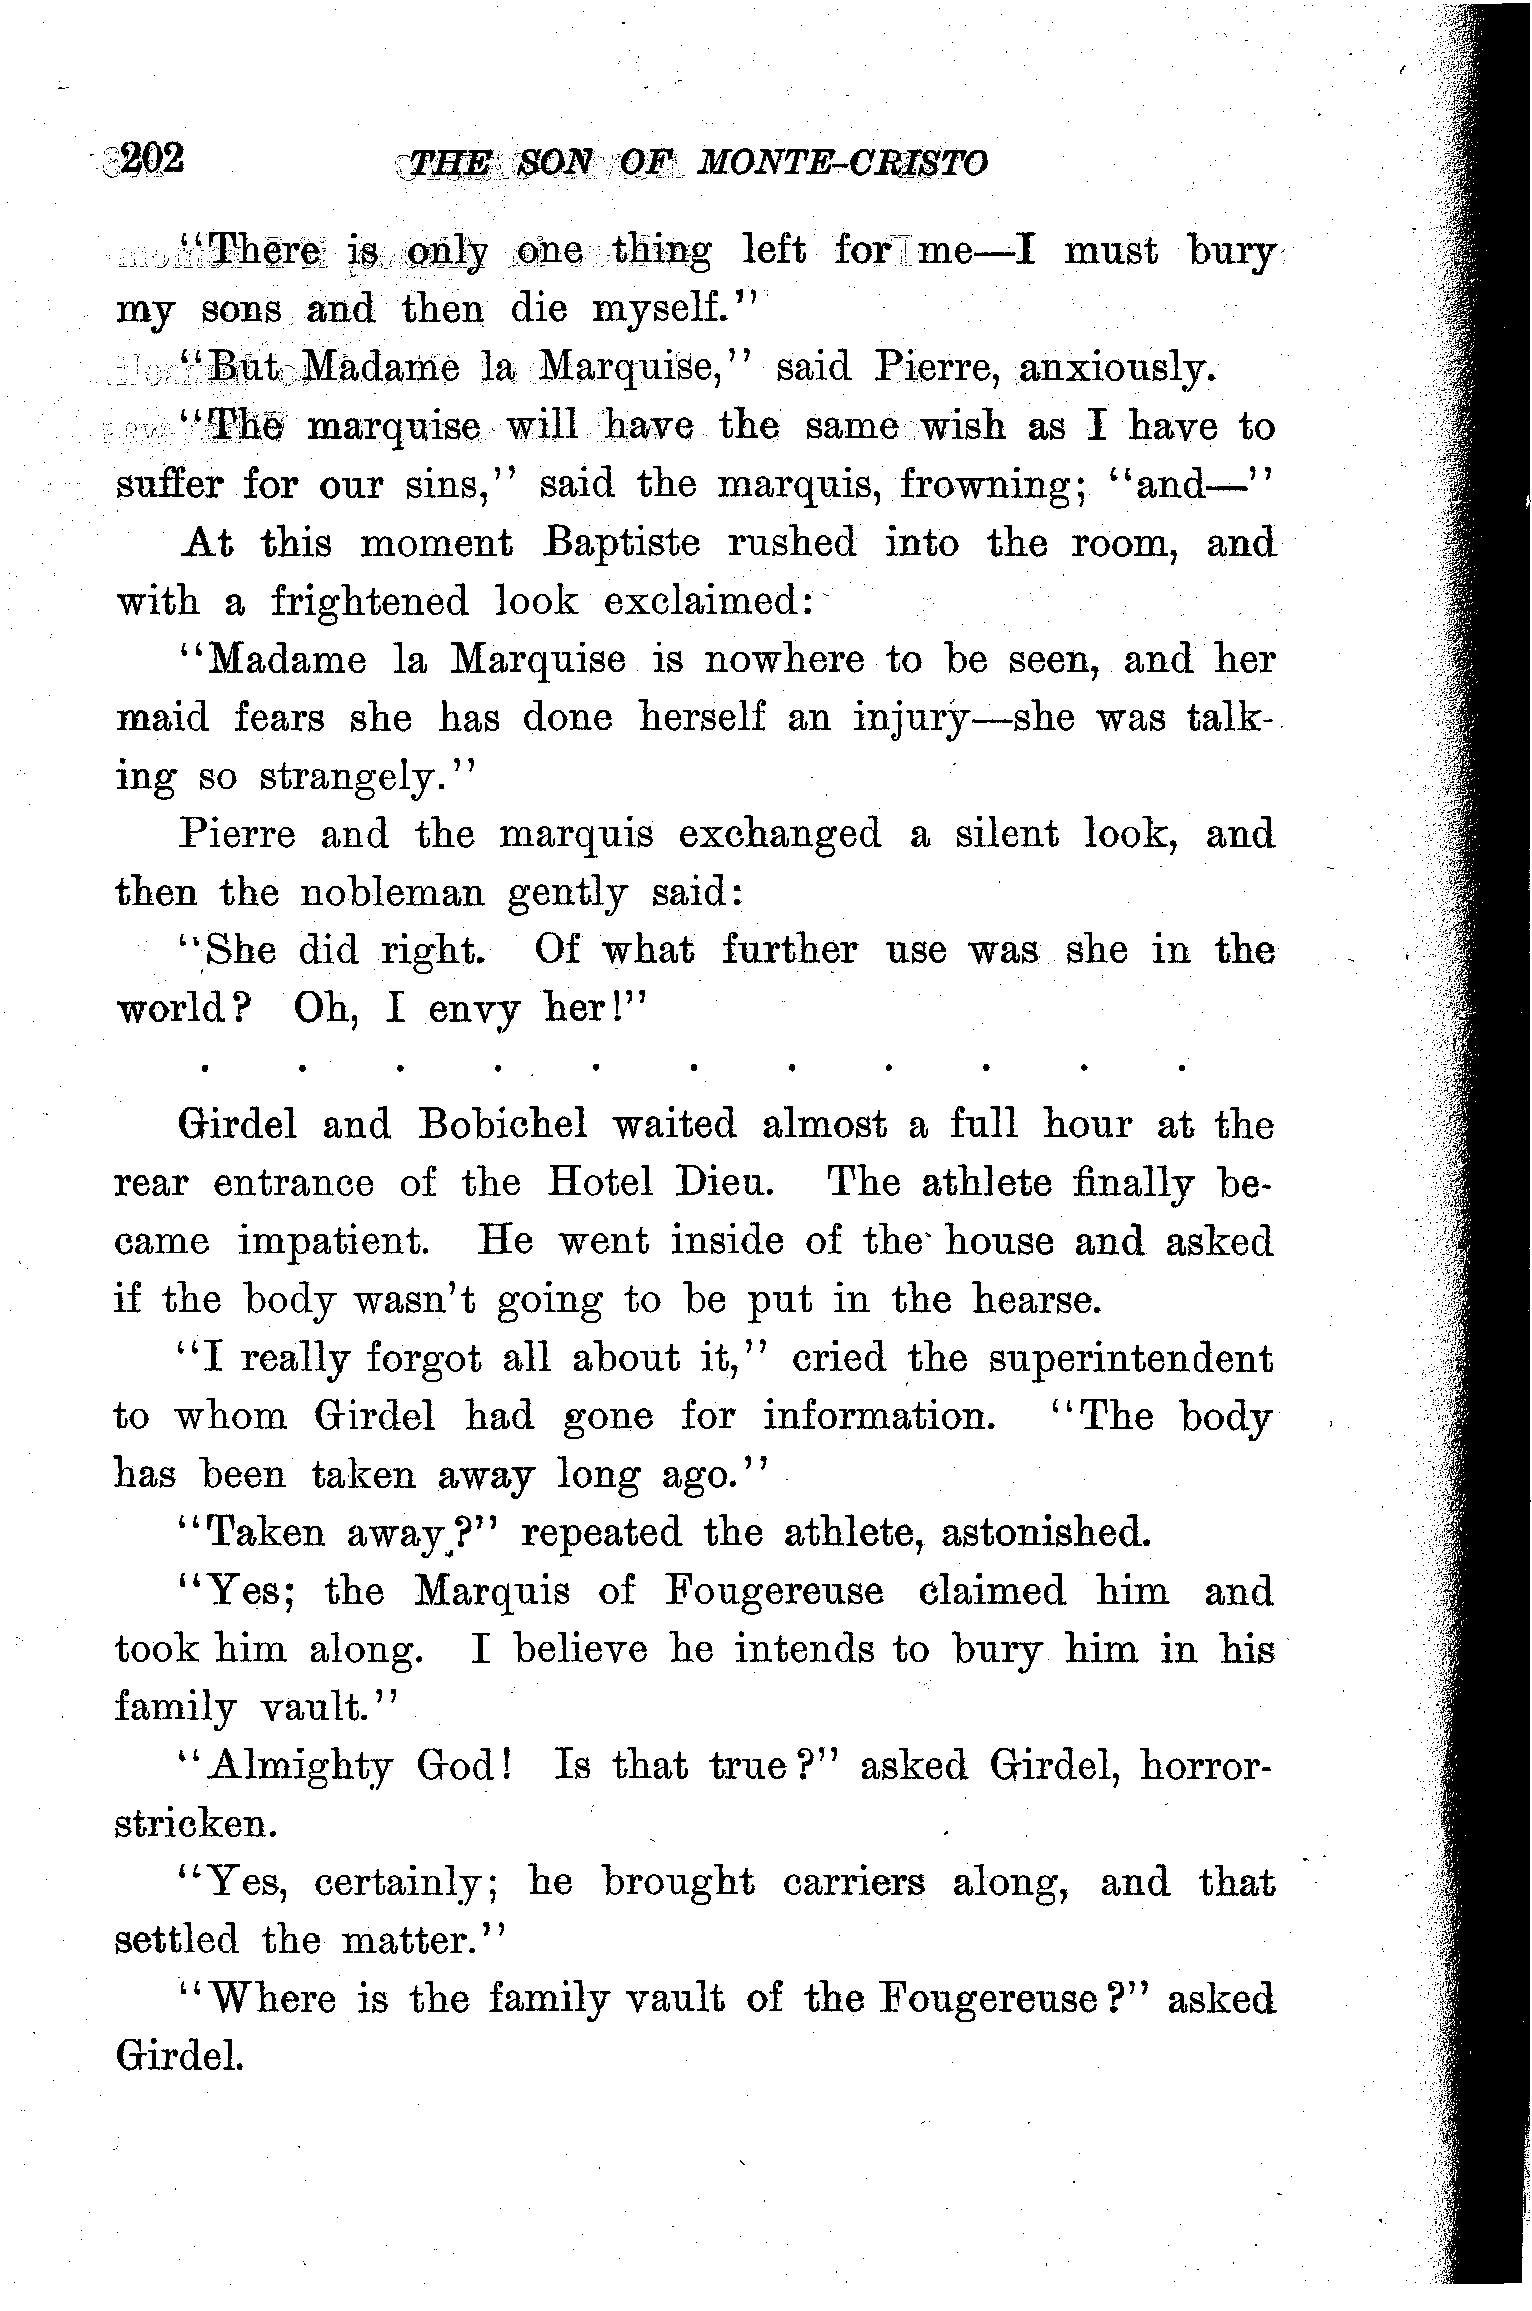 202 THE SON OF MONTE-CRISTO
"There is only one thing left for me—I must bury
my sons and then die myself."
"But Madame la Marquise," said Pierre, anxiously.
"The marquise will have the same wish as I have to
suffer for our sins," said the marquis, frowning; "and—"
At this moment Baptiste rushed into the room, and
with a frightened look exclaimed:
"Madame la Marquise is nowhere to be seen, and her
maid fears she has done herself an injury—she was talk-
ing so strangely."
Pierre and the marquis exchanged a silent look, and
then the nobleman gently said:
"She did right. Of what further use was she in the
world? Oh, I envy her!"
. . . . . . . . . . .
Girdel and Bobichel waited almost a full hour at the
rear entrance of the Hotel Dieu. The athlete finally be-
came impatient. He went inside of the house and asked
if the body wasn't going to be put in the hearse.
"I really forgot all about it," cried the superintendent
to whom Girdel had gone for information. "The body
has been taken away long ago."
"Taken away?" repeated the athlete, astonished.
"Yes; the Marquis of Fougereuse claimed him and
took him along. I believe he intends to bury him in his
family vault."
"Almighty God! Is that true?" asked Girdel, horror-
stricken.
"Yes, certainly; he brought carriers along, and that
settled the matter."
"Where is the family vault of the Fougereuse?" asked
Girdel.